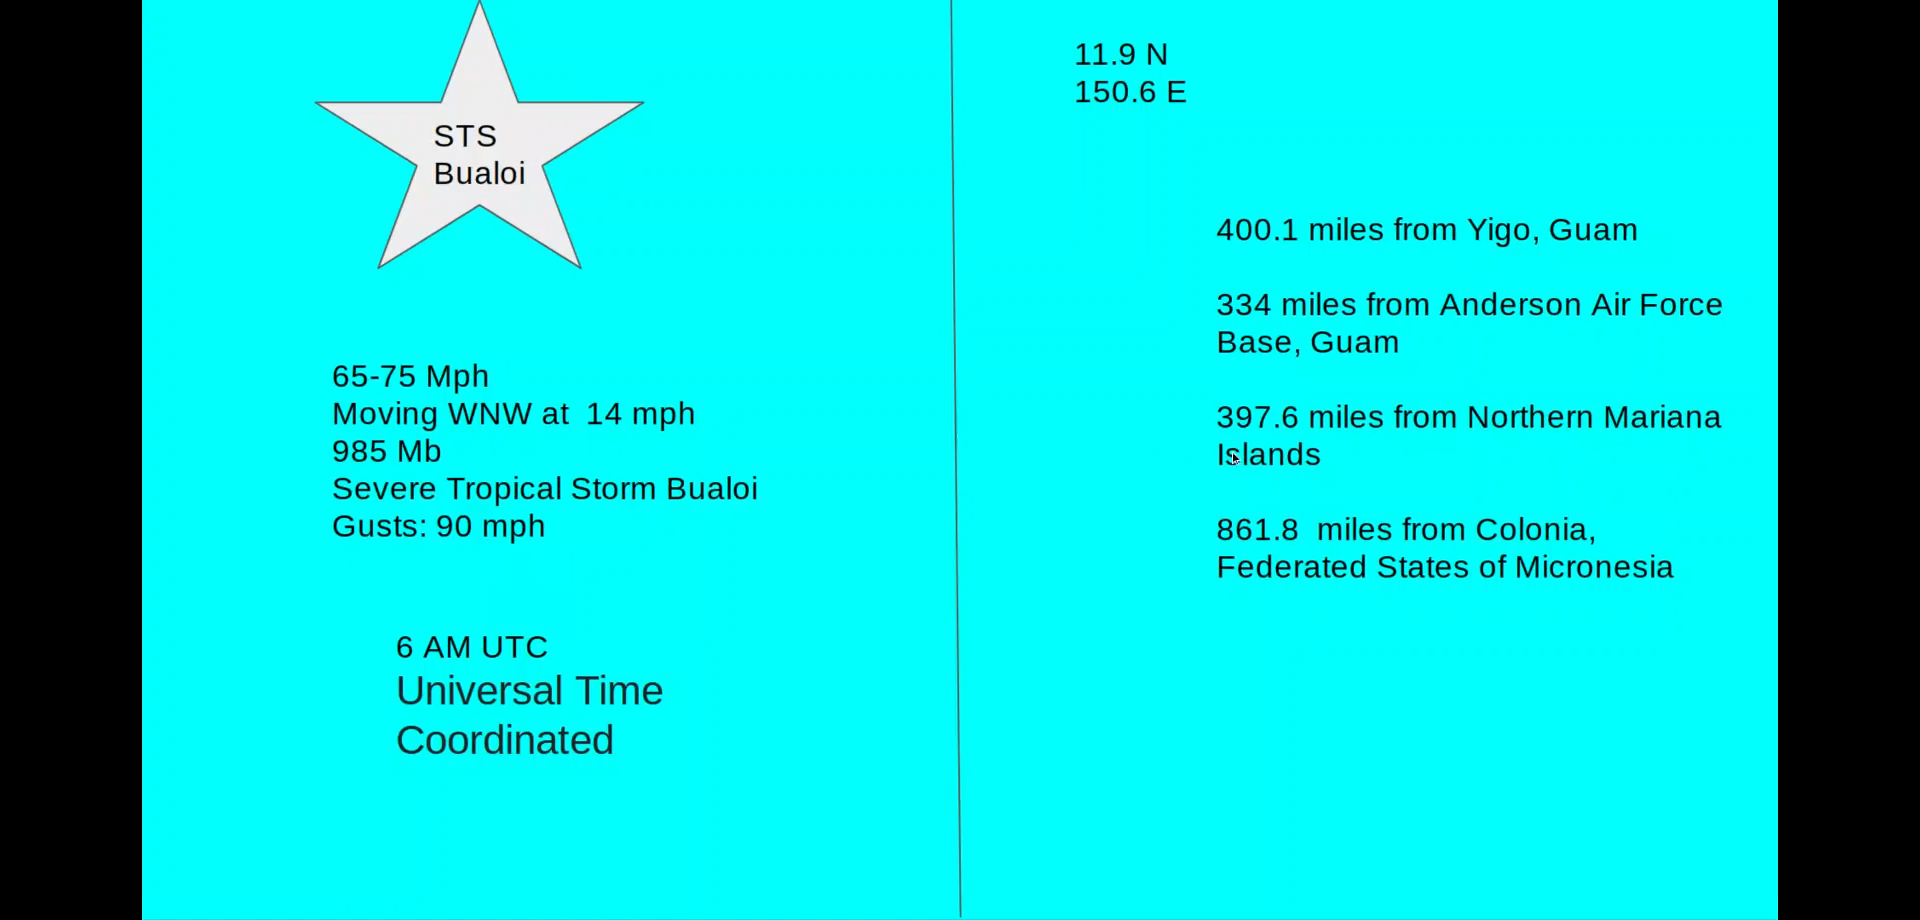 STS
Bualoi
65-75 Mph
Moving WNW at  14 mph
985 Mb
Severe Tropical Storm Bualoi
Gusts: 90 mph
6 AM UTC
Universal Time
Coordinated
11.9 N
150.6 E
400.1 miles from Yigo, Guam
334 miles from Anderson Air Force
Base, Guam
397.6 miles from Northern Mariana
Islands
861.8  miles from Colonia,
Federated States of Micronesia